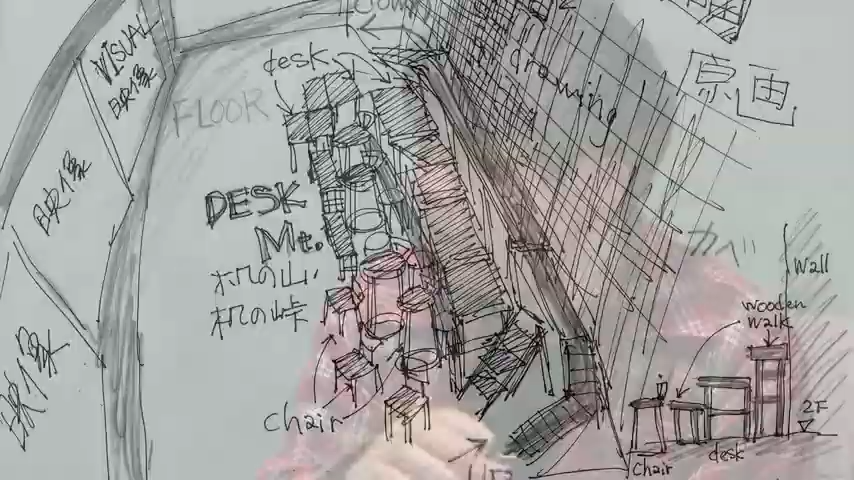 VISUAL
映像
映像
映像
FLOOR
desk
drawing
原画
DESK
Mt.
机の山
机の峠
カベ
wall
wooden
walk
2F
chair
desk
chair